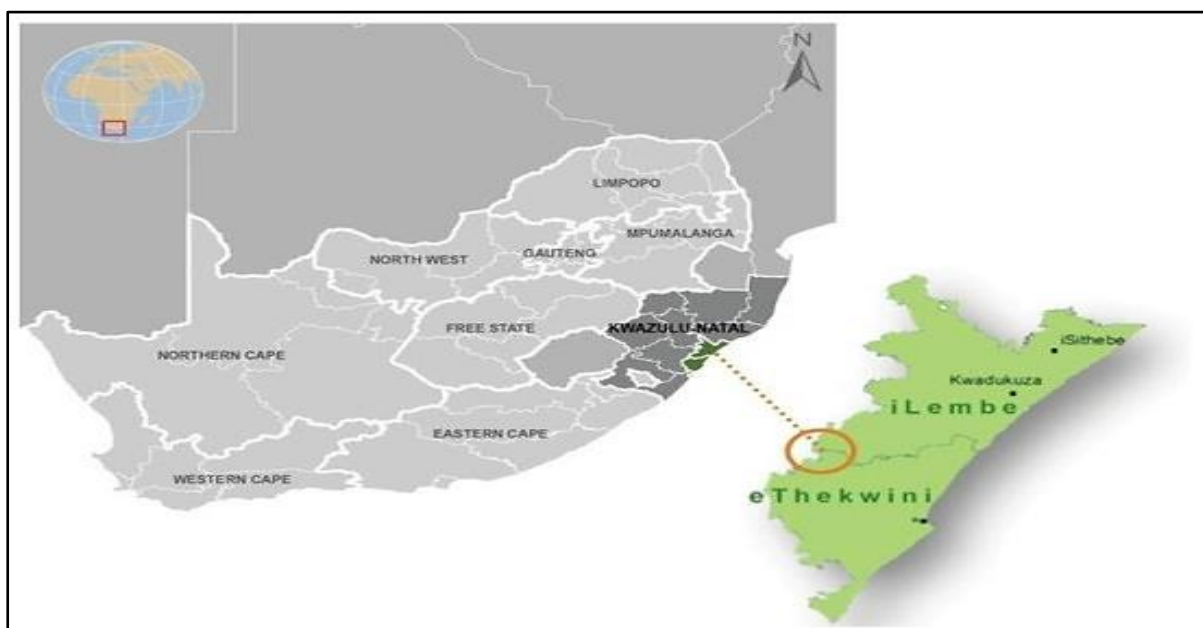 N
LIMPOPO
MPUMALANGA
GAUTENG
NORTH WEST
FREE STATE
KWAZULU-NATAL
NORTHERN CAPE
EASTERN CAPE
WESTERN CAPE
iSithebe
Kwadukuza
iLembe
eThekwini